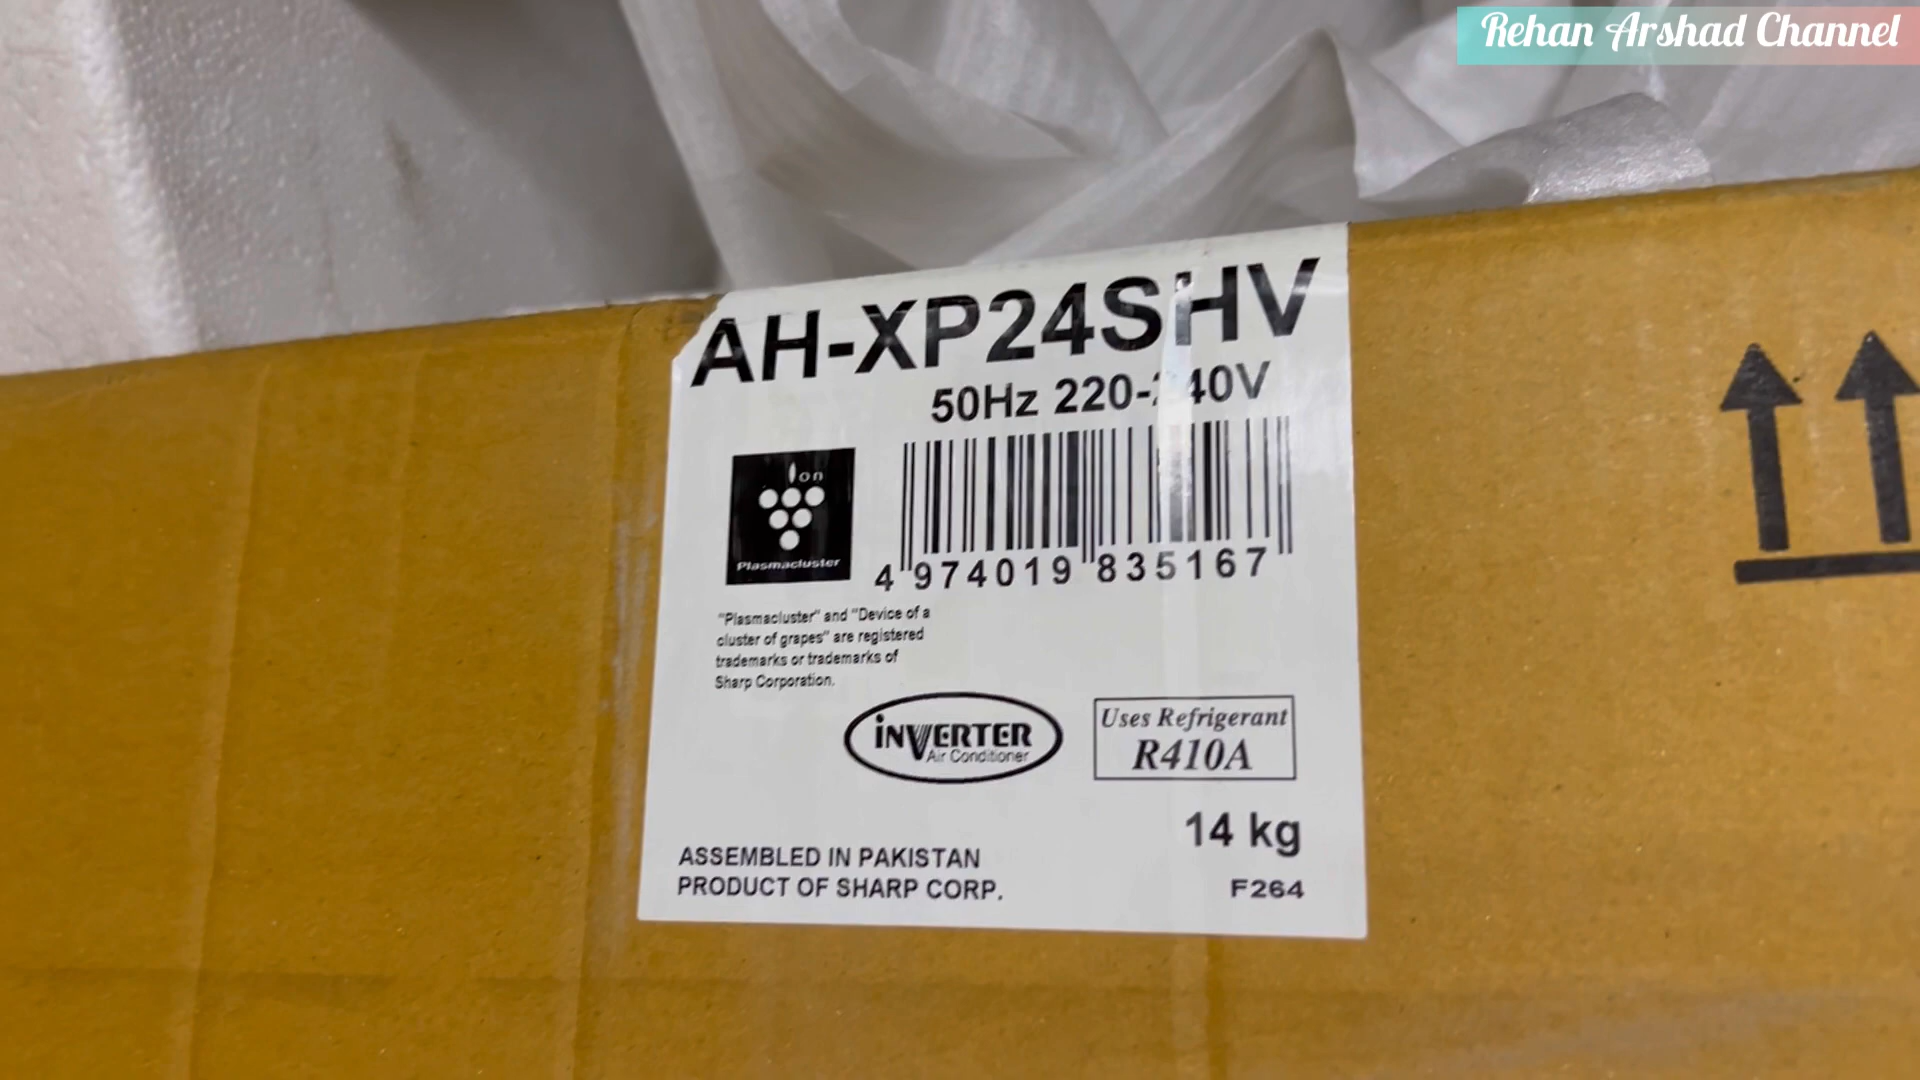 Rehan Arshad Channel
AH-XP24SHV
50Hz 220-240V
Ion
Plasmacluster
4 974019 835167
"Plasmacluster" and "Device of a
cluster of grapes" are registered
trademarks or trademarks of
Sharp Corporation.
iNVERTER
Air Conditioner
Uses Refrigerant
R410A
14 kg
ASSEMBLED IN PAKISTAN
PRODUCT OF SHARP CORP.
F264